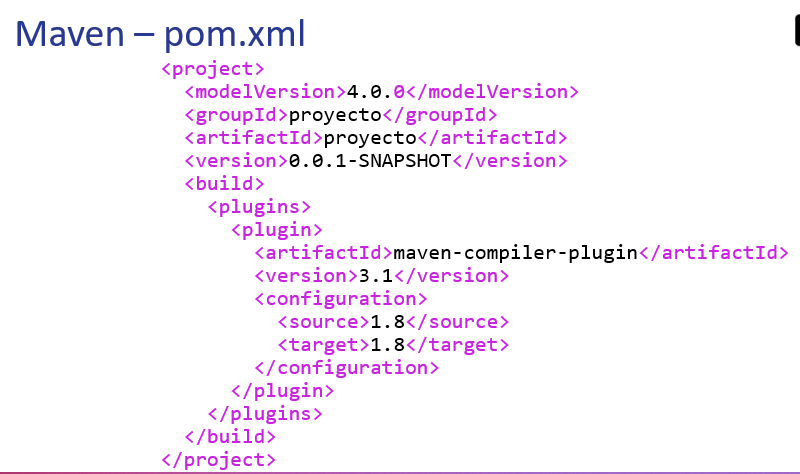 Maven – pom.xml
<project>
<modelVersion>4.0.0</modelVersion>
<groupId>proyecto</groupId>
<artifactId>proyecto</artifactId>
<version>0.0.1-SNAPSHOT</version>
<build>
<plugins>
<plugin>
<artifactId>maven-compiler-plugin</artifactId>
<version>3.1</version>
<configuration>
<source>1.8</source>
<target>1.8</target>
</configuration>
</plugin>
</plugins>
</build>
</project>